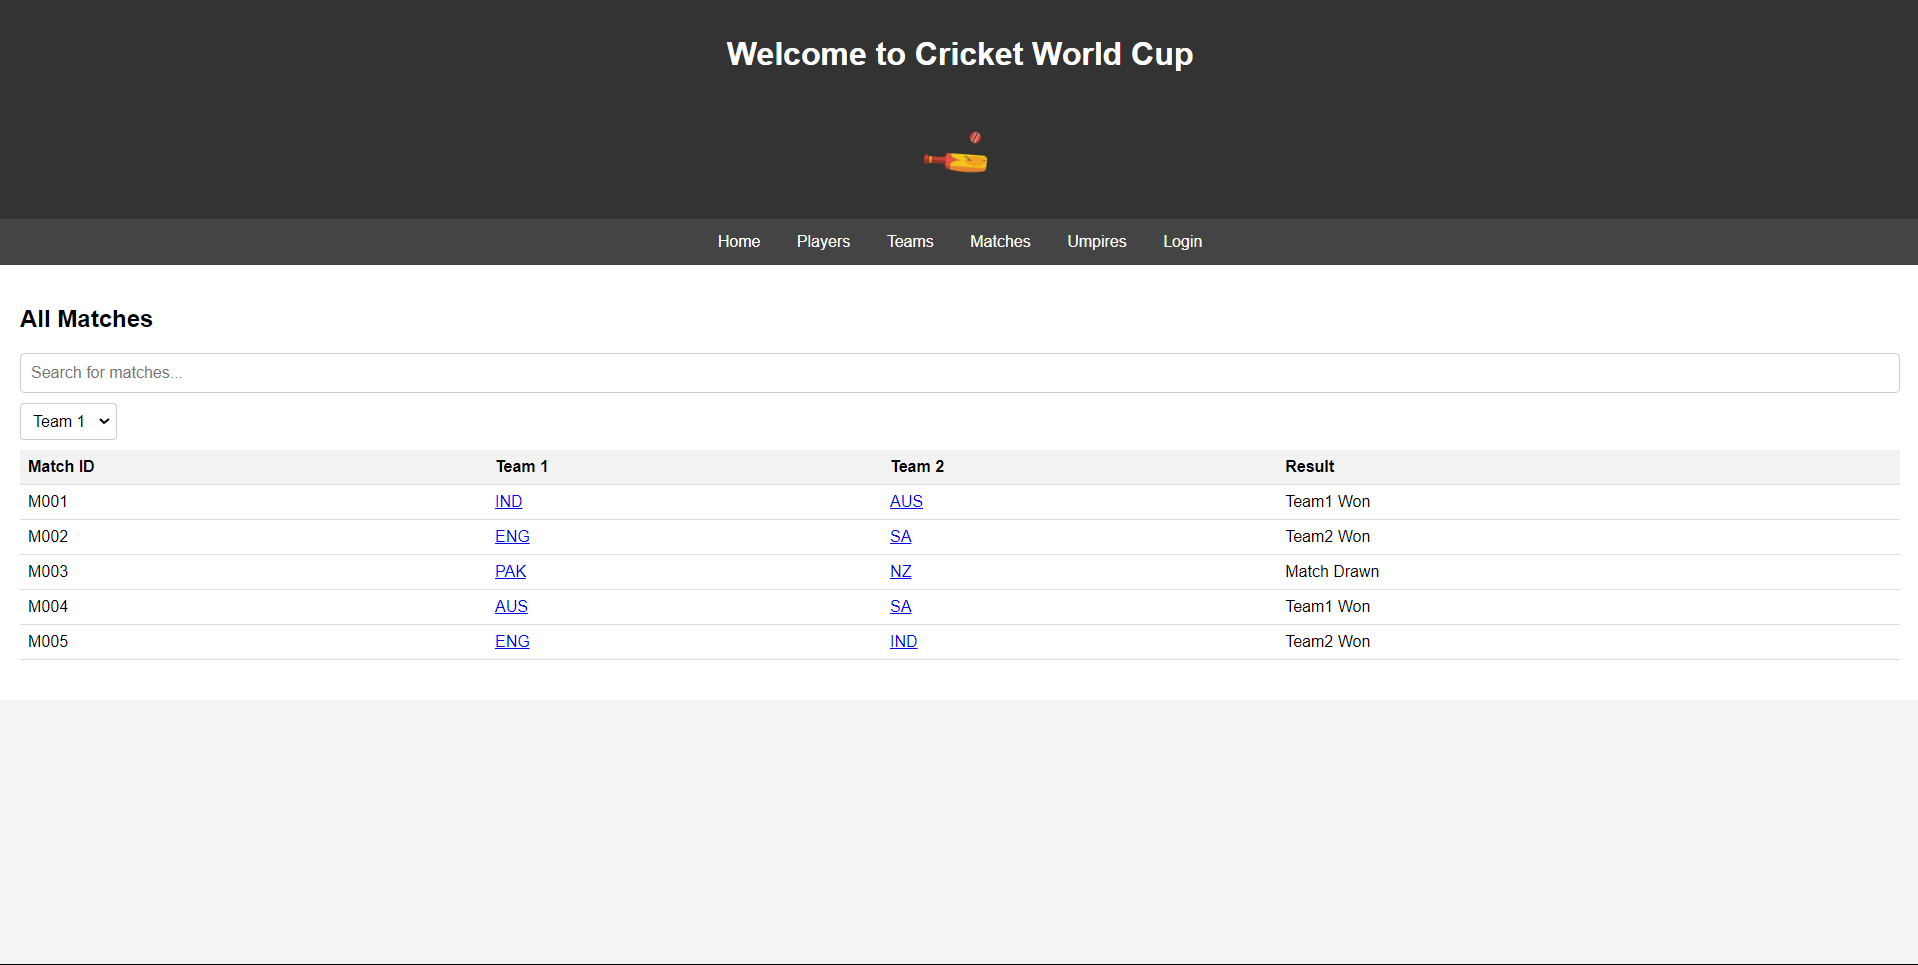 Welcome to Cricket World Cup
Home Players Teams Matches Umpires Login
All Matches
Search for matches...
Team 1
Match ID Team 1 Team 2 Result
M001 IND AUS Team1 Won
M002 ENG SA Team2 Won
M003 PAK NZ Match Drawn
M004 AUS SA Team1 Won
M005 ENG IND Team2 Won